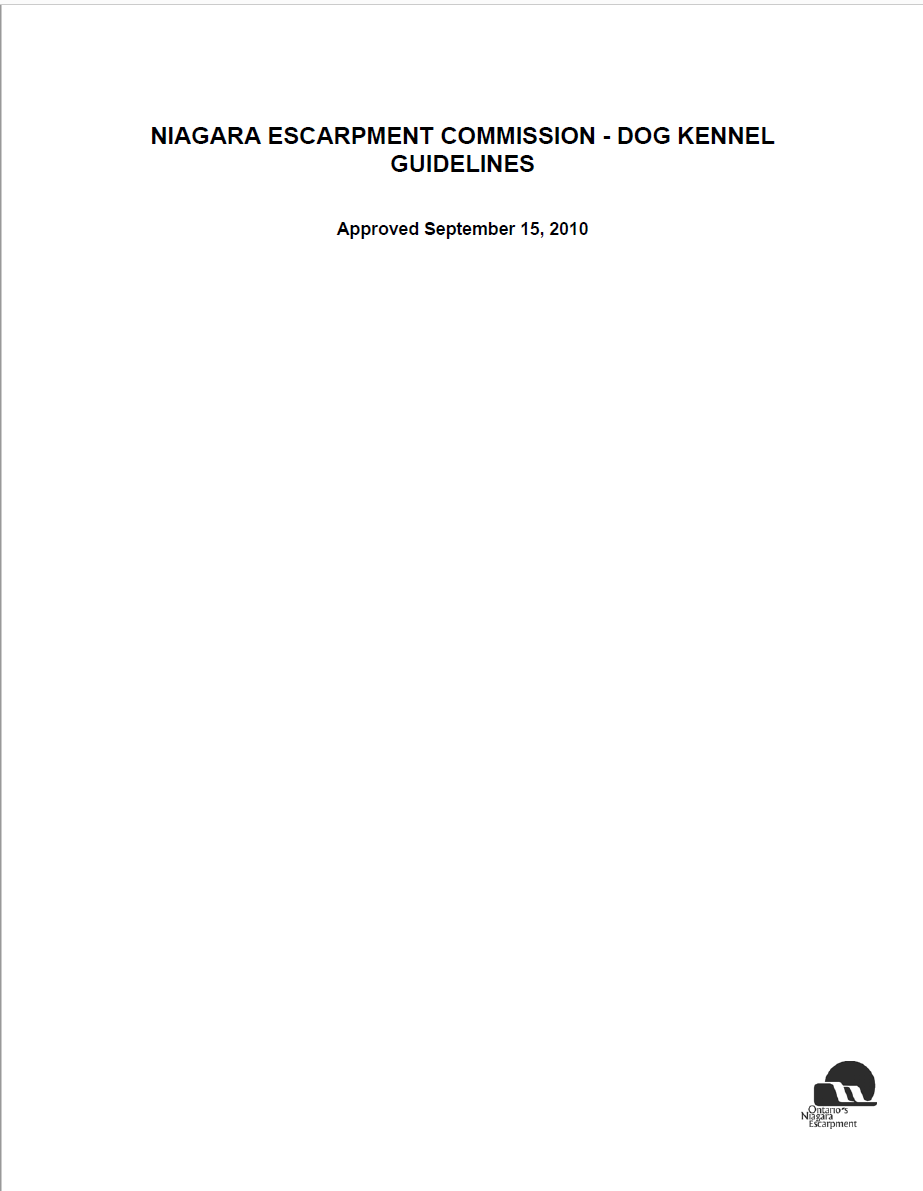 NIAGARA ESCARPMENT COMMISSION - DOG KENNEL
GUIDELINES
Approved September 15, 2010
Ontario's
Niagara
Escarpment